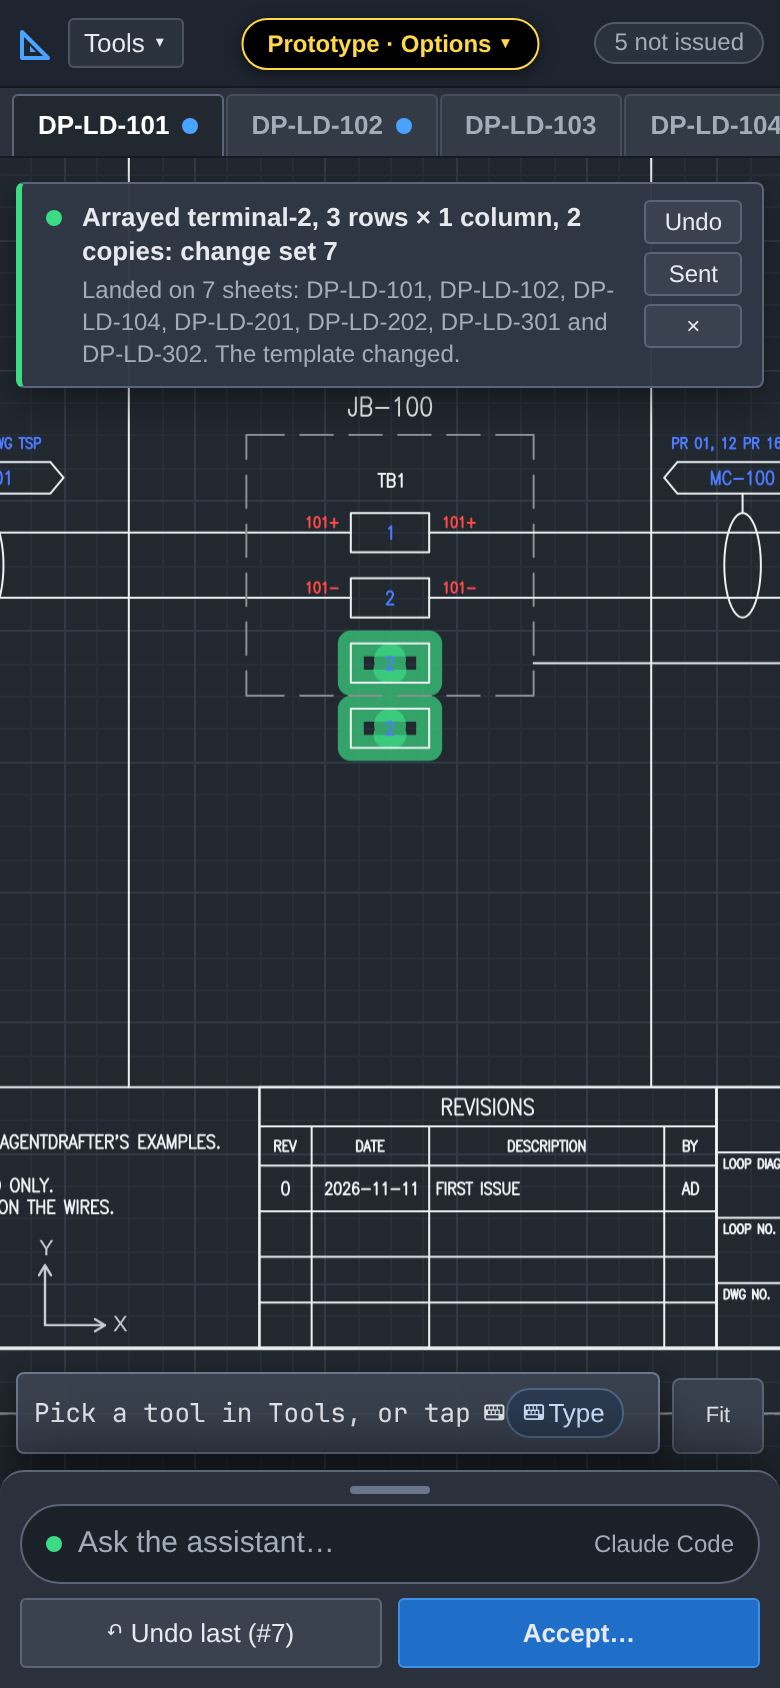 Tools ▾
Prototype · Options ▾
5 not issued
DP-LD-101
DP-LD-102
DP-LD-103
DP-LD-104
Arrayed terminal-2, 3 rows × 1 column, 2
copies: change set 7
Landed on 7 sheets: DP-LD-101, DP-LD-102, DP-
LD-104, DP-LD-201, DP-LD-202, DP-LD-301 and
DP-LD-302. The template changed.
Undo
Sent
×
JB-100
WG TSP
01
PR 01, 12 PR 16
MC-100
TB1
101+
1
101+
101-
2
101-
2
2
AGENTDRAFTER'S EXAMPLES.
ONLY.
ON THE WIRES.
Y
X
REVISIONS
REV
DATE
DESCRIPTION
BY
0
2026-11-11
FIRST ISSUE
AD
LOOP DIAG
LOOP NO.
DWG NO.
Pick a tool in Tools, or tap ⌨
⌨Type
Fit
Ask the assistant…
Claude Code
↶ Undo last (#7)
Accept…